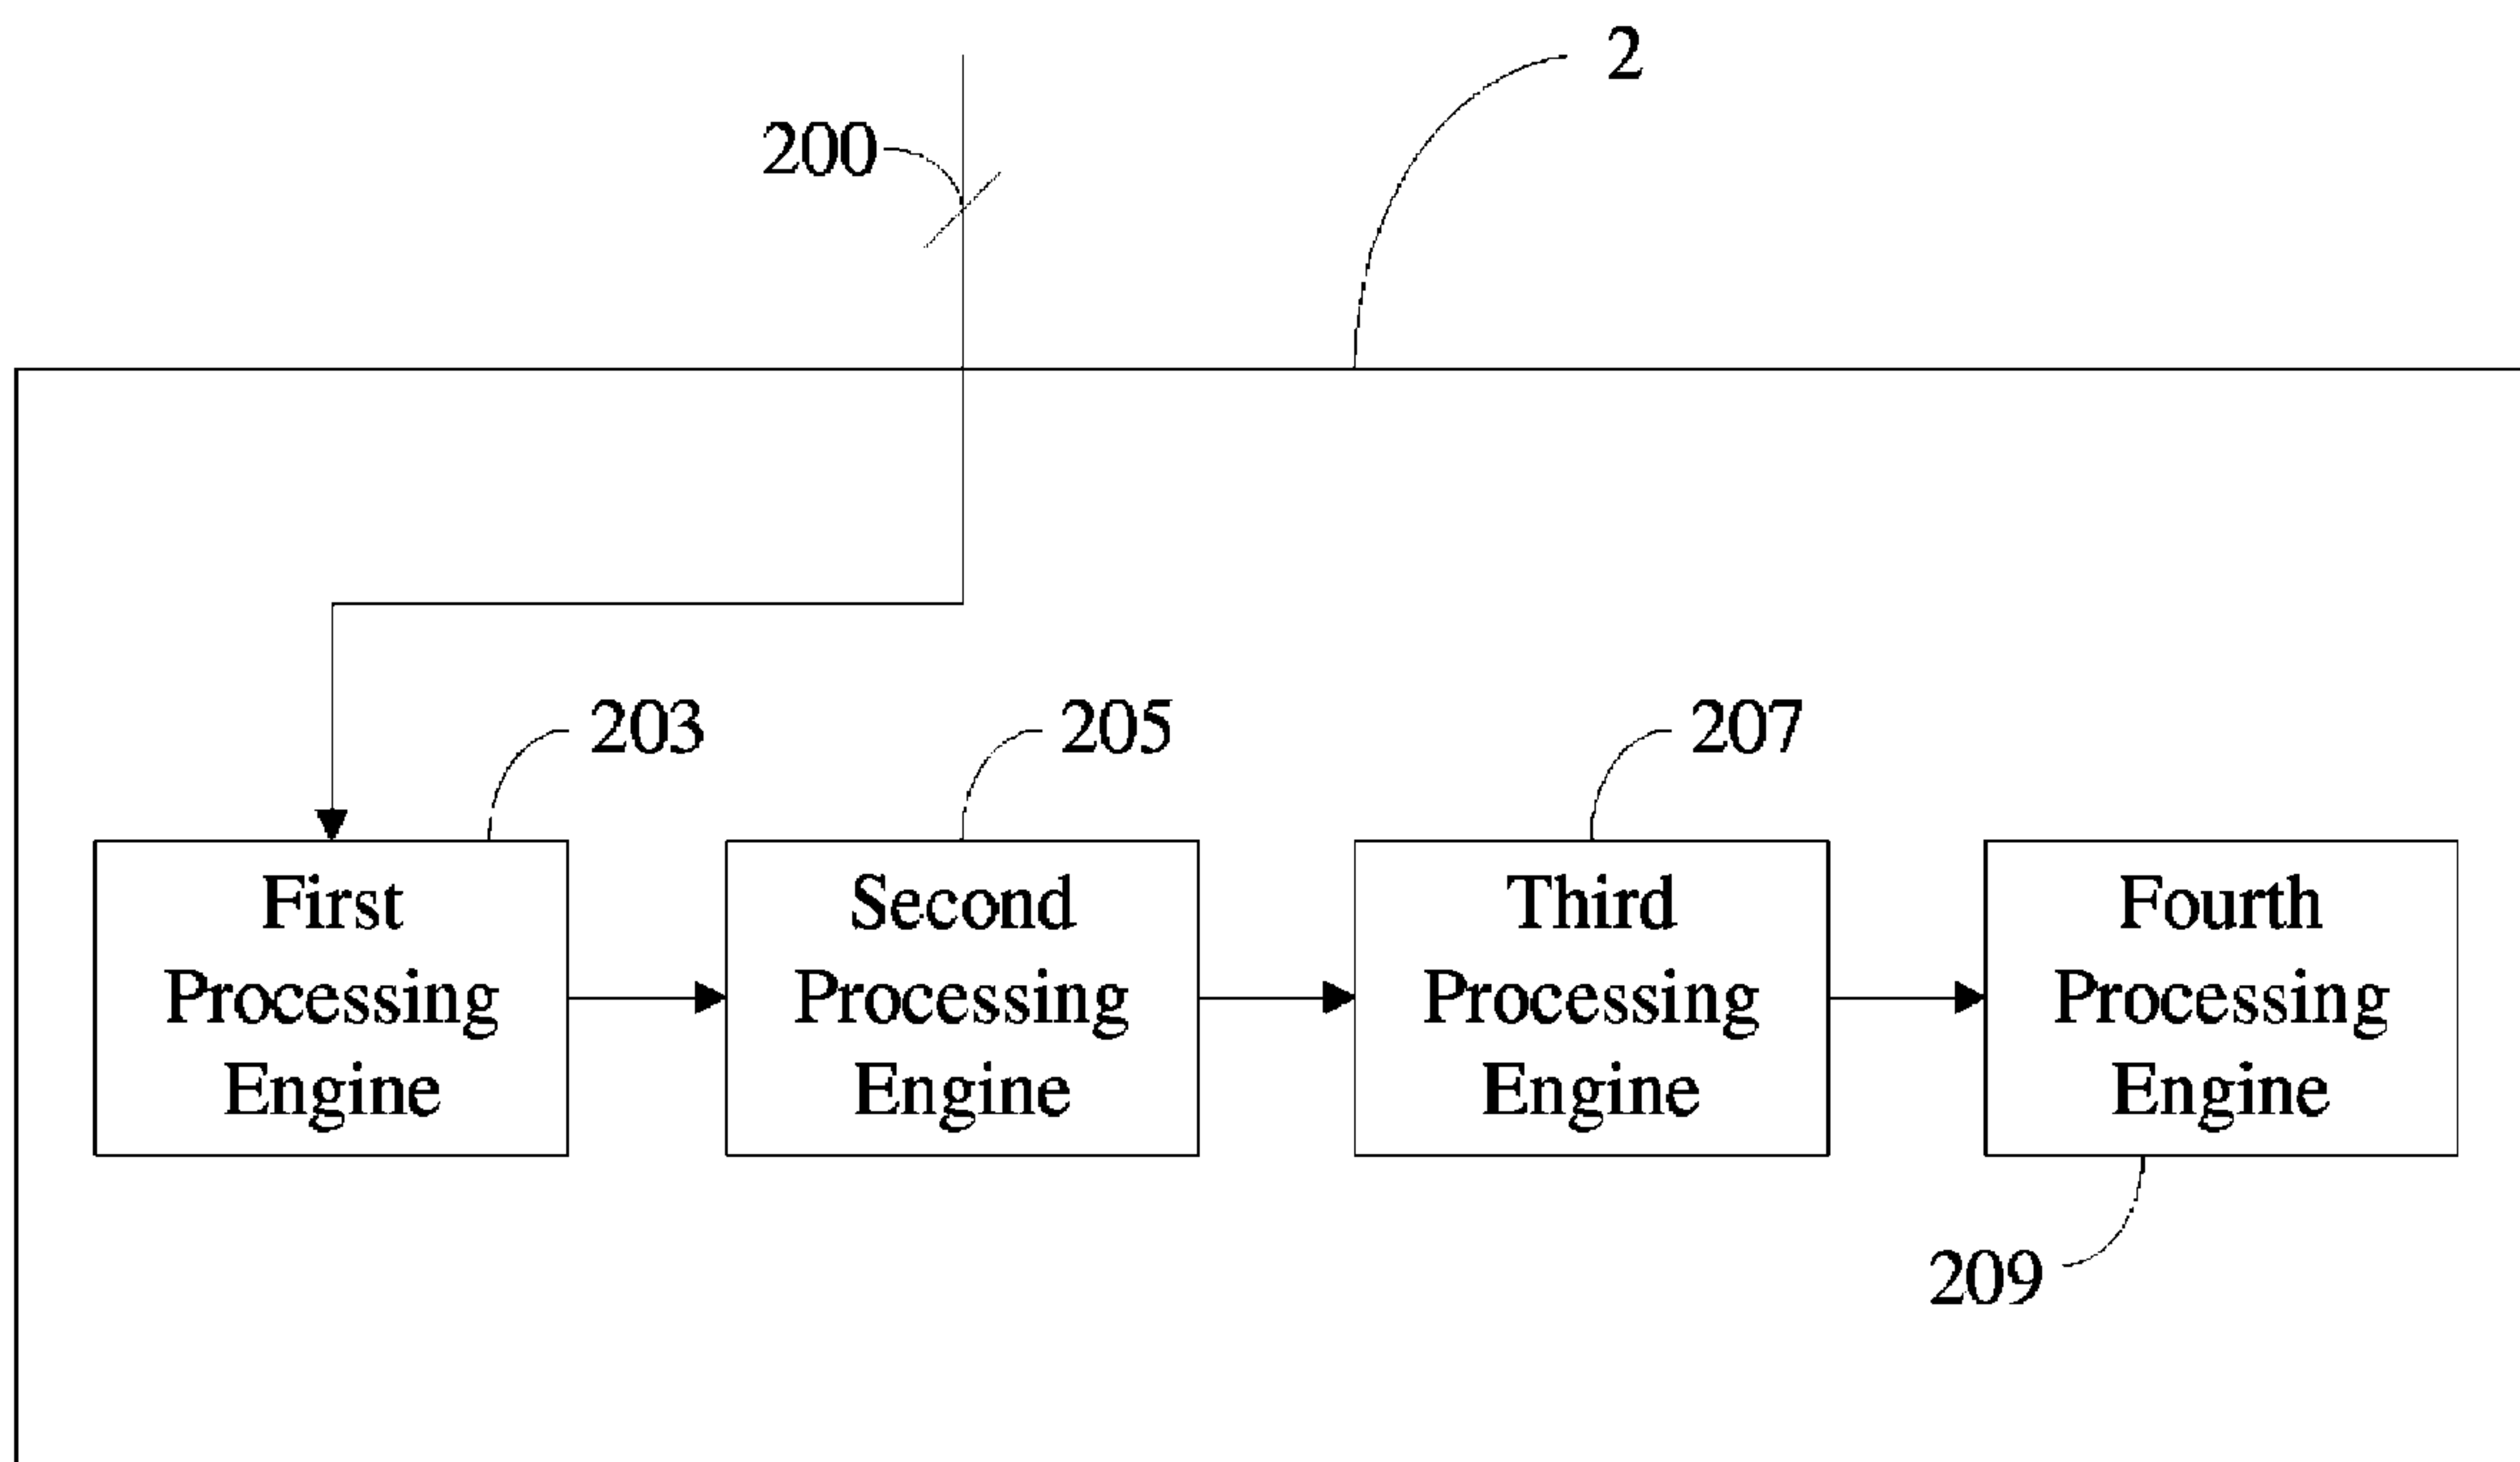 2
200
203
205
207
First
Processing
Engine
Second
Processing
Engine
Third
Processing
Engine
Fourth
Processing
Engine
209